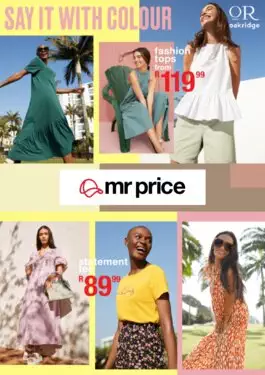 SAY IT WITH COLOUR
OR
oakridge
fashion
tops
from
R119.99
mr price
statement
R89.99